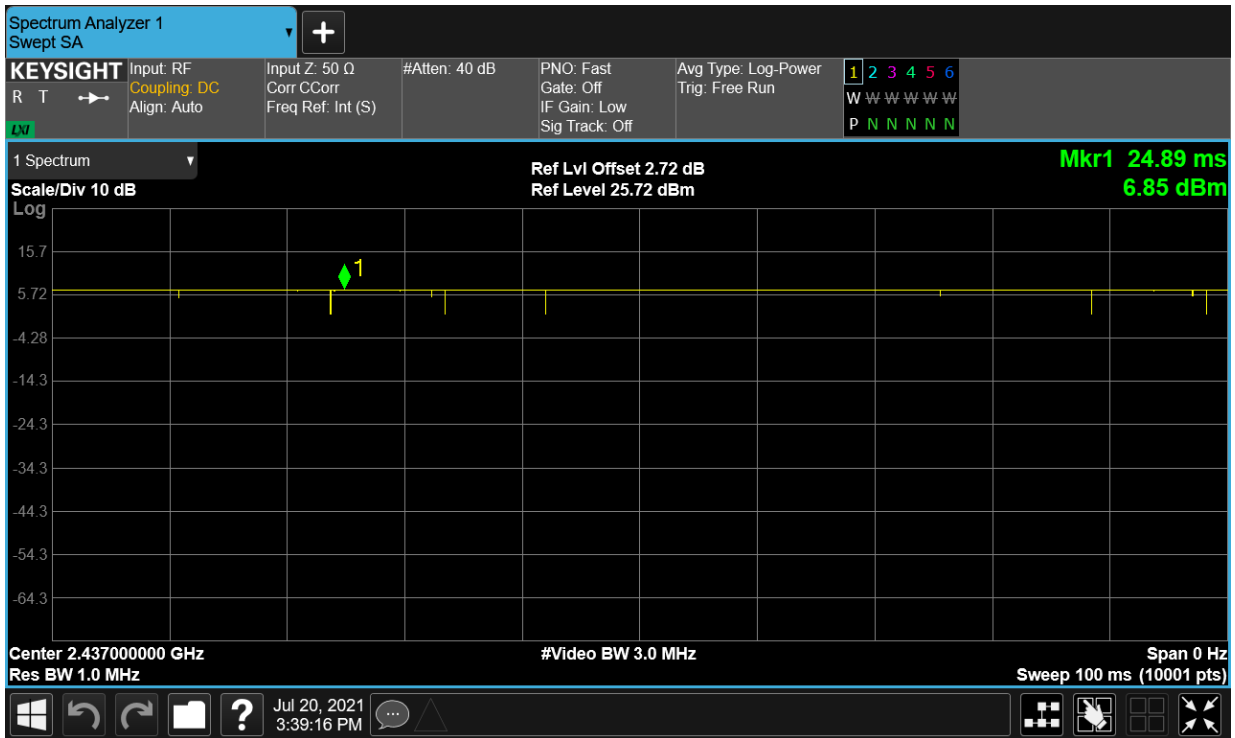 Spectrum Analyzer 1
Swept SA
+
KEYSIGHT
R T
LXI
Input: RF
Coupling: DC
Align: Auto
Input Z: 50 Ω
Corr CCorr
Freq Ref: Int (S)
#Atten: 40 dB
PNO: Fast
Gate: Off
IF Gain: Low
Sig Track: Off
Avg Type: Log-Power
Trig: Free Run
1 2 3 4 5 6
W W W W W W
P N N N N N
1 Spectrum
Scale/Div 10 dB
Log
Ref Lvl Offset 2.72 dB
Ref Level 25.72 dBm
Mkr1 24.89 ms
6.85 dBm
1
15.7
5.72
-4.28
-14.3
-24.3
-34.3
-44.3
-54.3
-64.3
Center 2.437000000 GHz
Res BW 1.0 MHz
#Video BW 3.0 MHz
Span 0 Hz
Sweep 100 ms (10001 pts)
?
Jul 20, 2021
3:39:16 PM